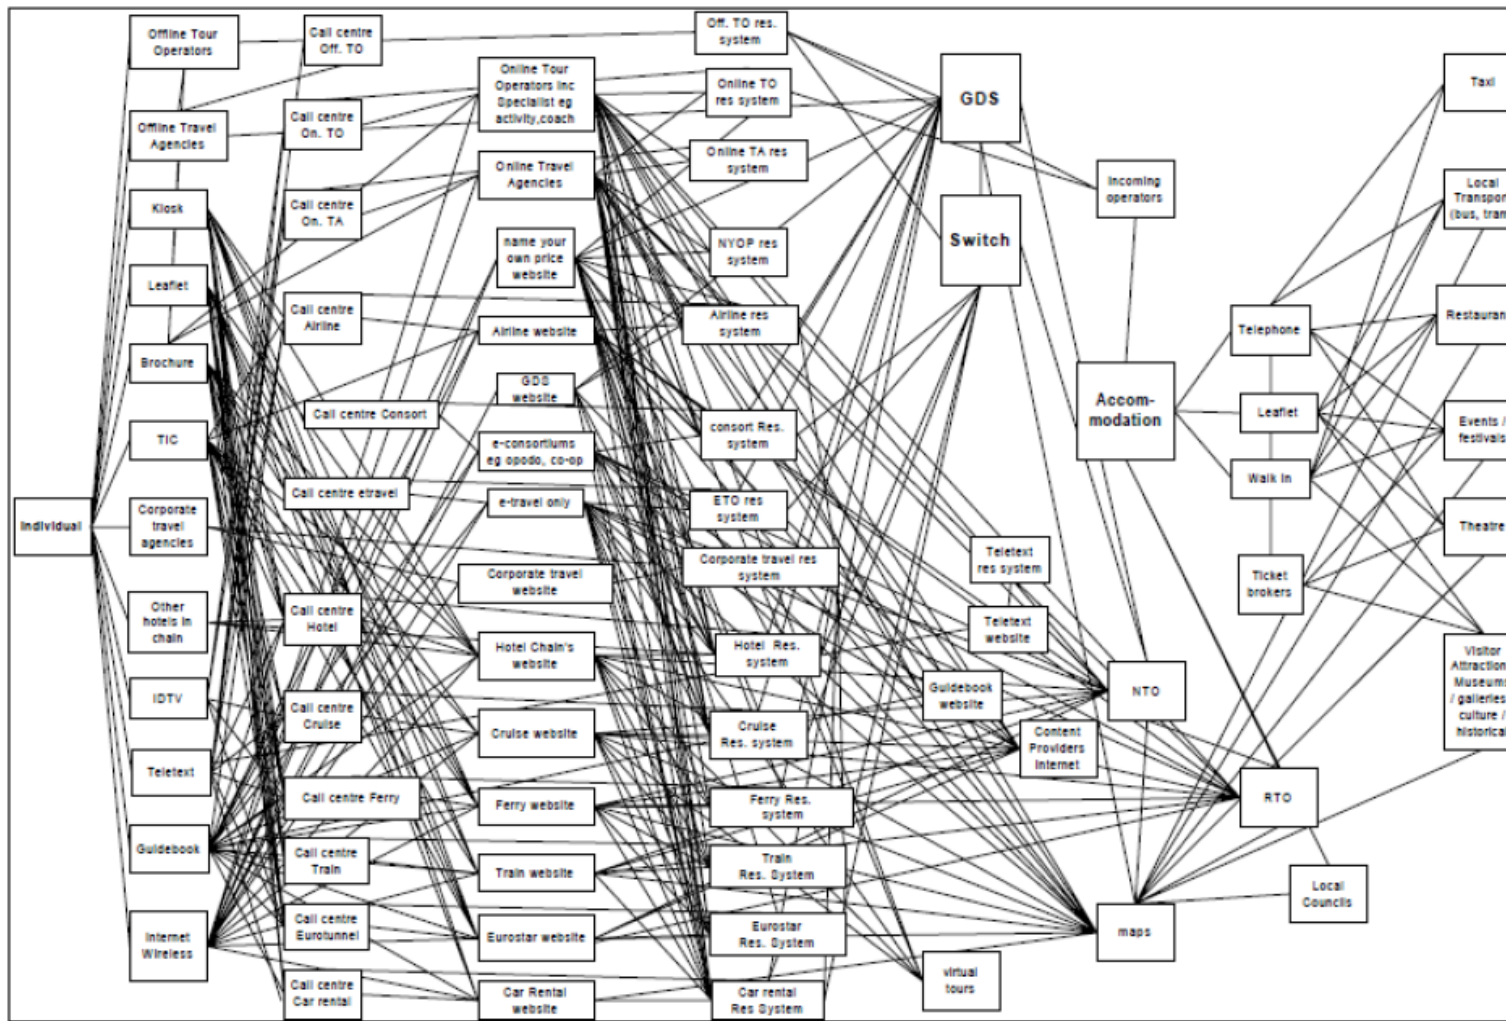 Offline Tour
Operators
Offline Travel
Agencies
Kiosk
Leaflet
Brochure
TIC
Individual
Corporate
travel
agencies
Other
hotels in
chain
IDTV
Teletext
Guidebook
Internet
Wireless
Call centre
Off. TO
Call centre
On. TO
Call centre
On. TA
Call centre
Airline
Call centre Consort
Call centre etravel
Call centre
Hotel
Call centre
Cruise
Call centre Ferry
Call centre
Train
Call centre
Eurotunnel
Call centre
Car rental
Online Tour
Operators Inc
Specialist eg
activity,coach
Online Travel
Agencies
name your
own price
website
Airline website
GDS
website
e-consortiums
eg opodo, co-op
e-travel only
Corporate travel
website
Hotel Chain's
website
Cruise website
Ferry website
Train website
Eurostar website
Car Rental
website
Off. TO res.
system
Online TO
res system
Online TA res
system
NYOP res
system
Airline res
system
consort Res.
system
ETO res
system
Corporate travel res
system
Hotel Res.
system
Cruise
Res. system
Ferry Res.
system
Train
Res. System
Eurostar
Res. System
Car rental
Res System
GDS
Switch
Teletext
res system
Teletext
website
Guidebook
website
Content
Providers
Internet
virtual
tours
Incoming
operators
Accom-
modation
NTO
maps
Telephone
Leaflet
Walk In
Ticket
brokers
RTO
Local
Councils
Taxi
Local
Transpor
(bus, tram
Restauran
Events /
festivals
Theatre
Visitor
Attraction
Museums
/ galleries
culture /
historical